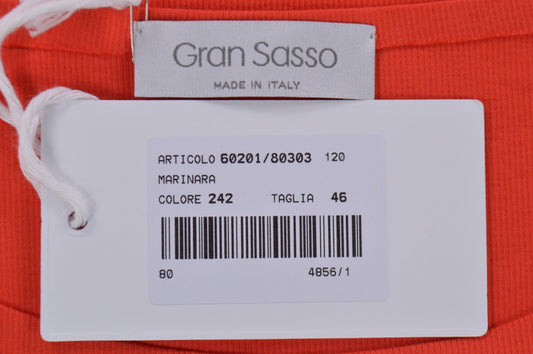 Gran Sasso
MADE IN ITALY
ARTICOLO 60201/80303 120
MARINARA
COLORE 242 TAGLIA 46
80 4856/1